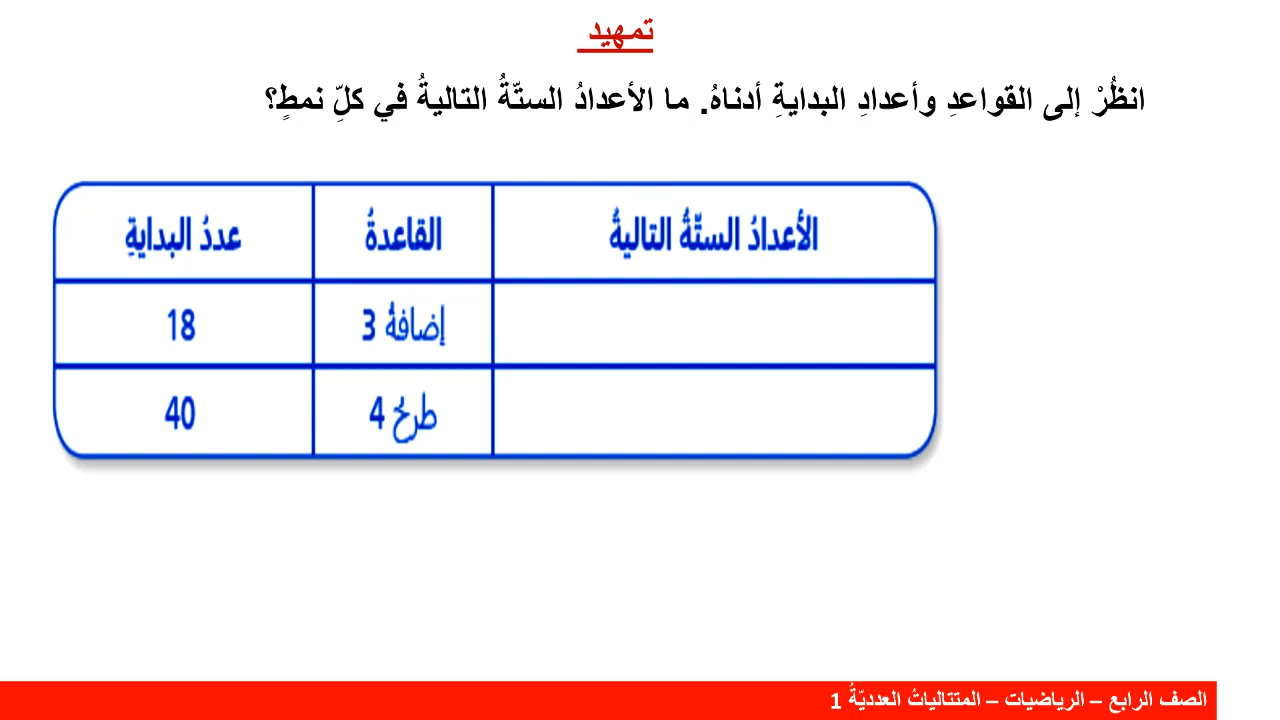 تمهيد
انظُرْ إلى القواعدِ وأعدادِ البدايةِ أدناهُ. ما الأعدادُ الستّةُ التاليةُ في كلِّ نمطٍ؟
عددُ البدايةِ القاعدةُ الأعدادُ الستّةُ التاليةُ
18 إضافةُ 3
40 طرحُ 4
الصف الرابع – الرياضيات – المتتالياتُ العدديّةُ 1